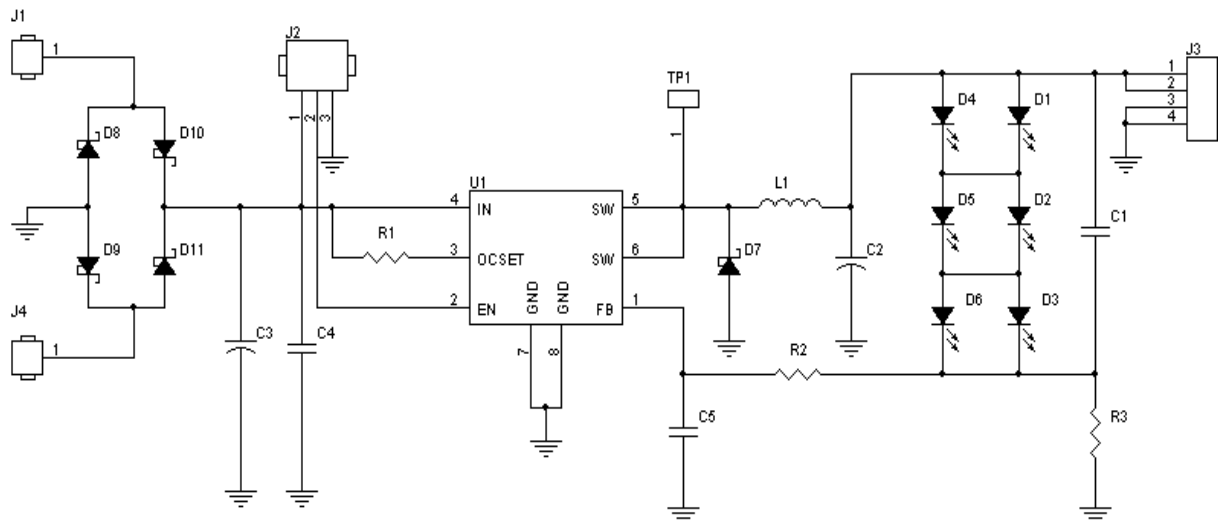 J1
1
J2
1
2
3
TP1
1
J3
1
2
3
4
D4
D1
D8
D10
U1
4
IN
SW
5
L1
D5
D2
C1
R1
3
OCSET
SW
6
D7
C2
D9
D11
2
EN
GND
GND
FB
1
D6
D3
J4
1
C3
C4
7
8
R2
C5
R3